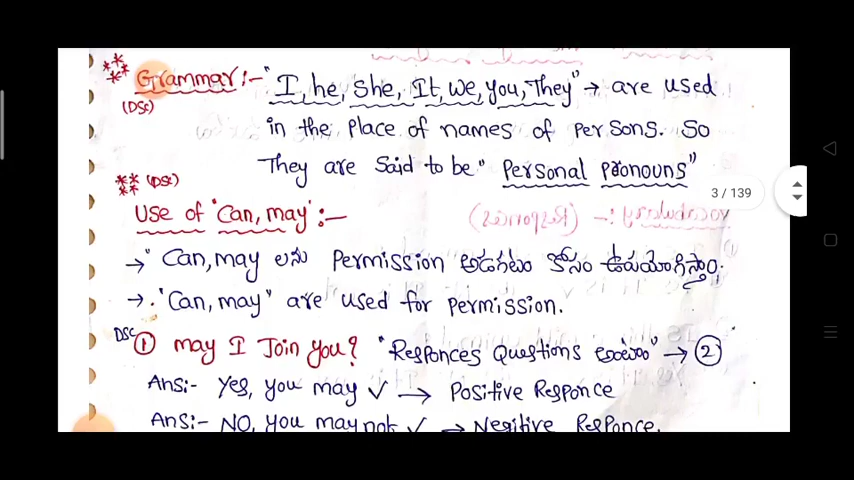 Grammar:- "I, he, She, It, we, you, They" → are used
(DSC)
in the place of names of Persons. So
They are said to be "Personal Pronouns"
(DSC)
3 / 139
Use of "Can, may":-
→ Can, may లను Permission అడగటం కోసం ఉపయోగిస్తాం.
→ "Can, may" are used for Permission.
DSC ① may I Join you? "Responces Questions అంటాం" → ②
Ans:- Yes, you may ✓ → Positive Responce
Ans:- NO, you may not ✓ → Negitive Responce.